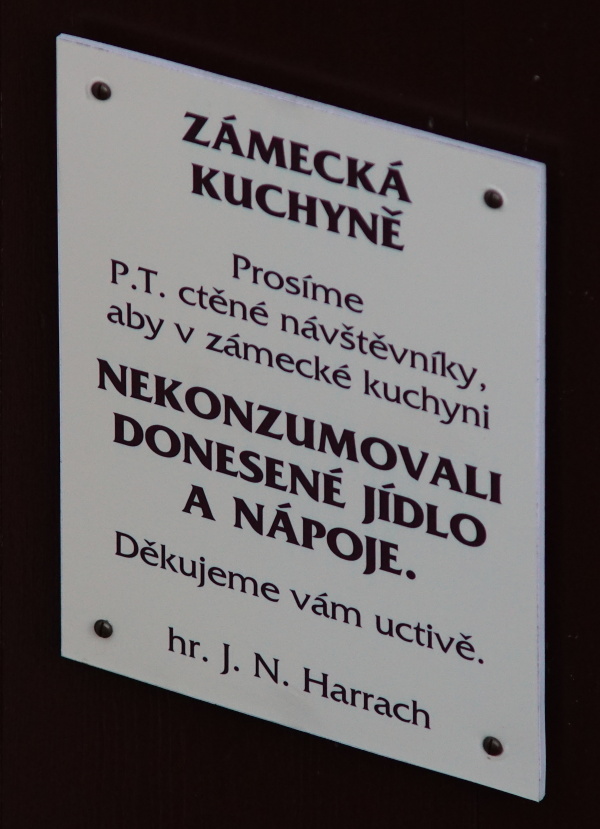 ZÁMECKÁ
KUCHYNĚ
Prosíme
P.T. ctěné návštěvníky,
aby v zámecké kuchyni
NEKONZUMOVALI
DONESENÉ JÍDLO
A NÁPOJE.
Děkujeme vám uctivě.
hr. J. N. Harrach